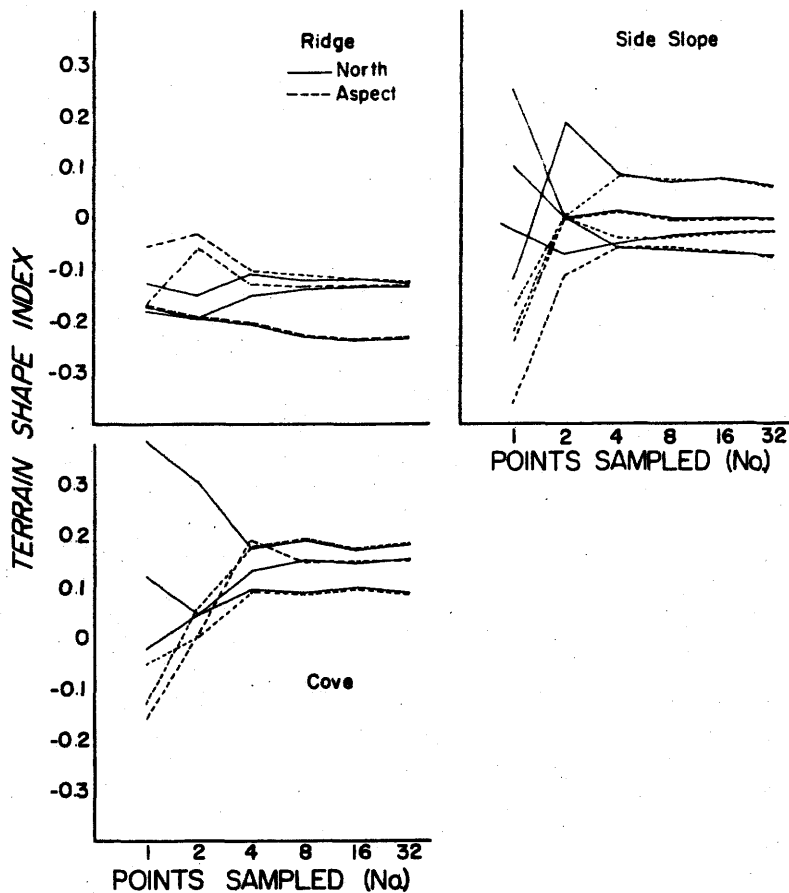 Ridge
North
Aspect
0.3
0.2
0.1
0
-0.1
-0.2
-0.3
Side Slope
1 2 4 8 16 32
POINTS SAMPLED (No.)
TERRAIN SHAPE INDEX
0.3
0.2
0.1
0
-0.1
-0.2
-0.3
Cove
1 2 4 8 16 32
POINTS SAMPLED (No.)